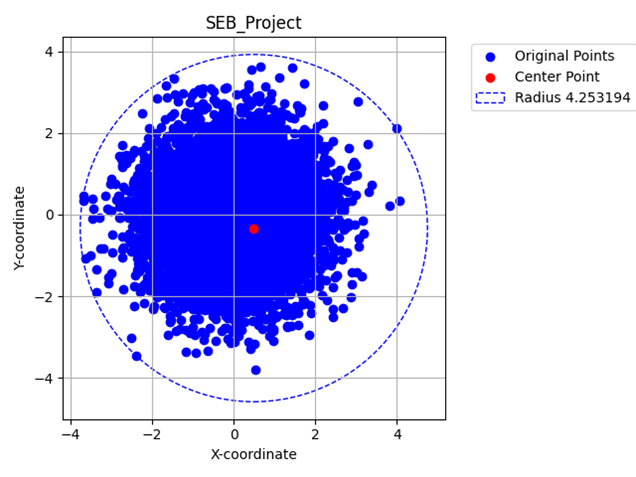 SEB_Project
Original Points
Center Point
Radius 4.253194
4
2
0
−2
−4
Y-coordinate
−4
−2
0
2
4
X-coordinate